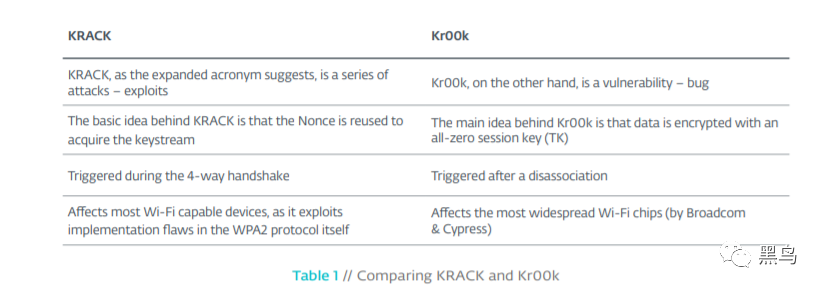 KRACK Kr00k
KRACK, as the expanded acronym suggests, is a series of
attacks – exploits
Kr00k, on the other hand, is a vulnerability – bug
The basic idea behind KRACK is that the Nonce is reused to
acquire the keystream
The main idea behind Kr00k is that data is encrypted with an
all-zero session key (TK)
Triggered during the 4-way handshake
Triggered after a disassociation
Affects most Wi-Fi capable devices, as it exploits
implementation flaws in the WPA2 protocol itself
Affects the most widespread Wi-Fi chips (by Broadcom
& Cypress)
黑鸟
Table 1 // Comparing KRACK and Kr00k